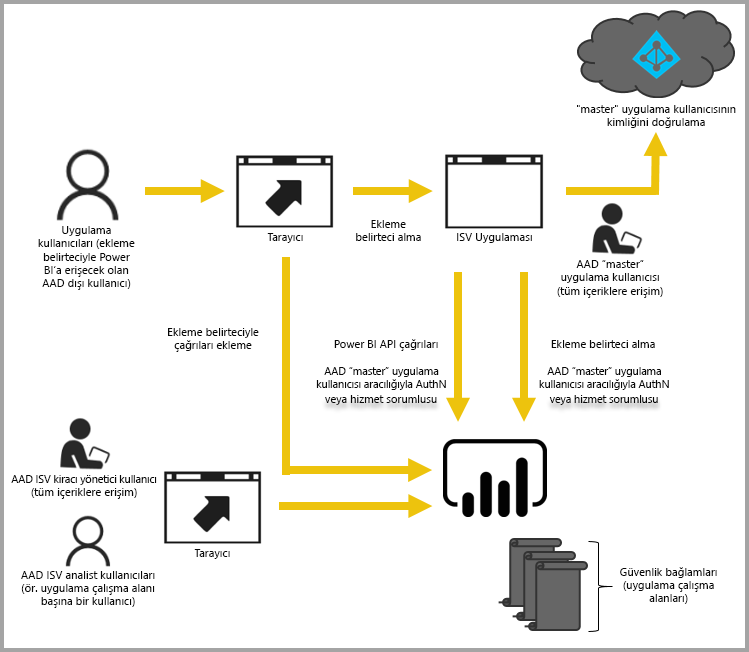 "master" uygulama kullanıcısının
kimliğini doğrulama
Uygulama
kullanıcıları (ekleme
belirteciyle Power
BI'a erişecek olan
AAD dışı kullanıcı)
Tarayıcı
Ekleme
belirteci alma
ISV Uygulaması
AAD "master"
uygulama kullanıcısı
(tüm içeriklere erişim)
Ekleme belirteciyle
çağrıları ekleme
Power BI API çağrıları
AAD "master" uygulama
kullanıcısı aracılığıyla AuthN
veya hizmet sorumlusu
Ekleme belirteci alma
AAD "master" uygulama
kullanıcısı aracılığıyla AuthN
veya hizmet sorumlusu
AAD ISV kiracı yönetici kullanıcı
(tüm içeriklere erişim)
Tarayıcı
AAD ISV analist kullanıcıları
(ör. uygulama çalışma alanı
başına bir kullanıcı)
Güvenlik bağlamları
(uygulama çalışma
alanları)